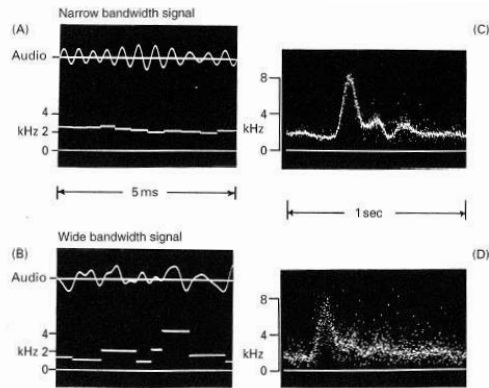 Narrow bandwidth signal
(A)
(C)
Audio
8
4
4
kHz 2
kHz
0
0
5 ms
1 sec
Wide bandwidth signal
(B)
(D)
Audio
8
4
4
kHz 2
kHz
0
0